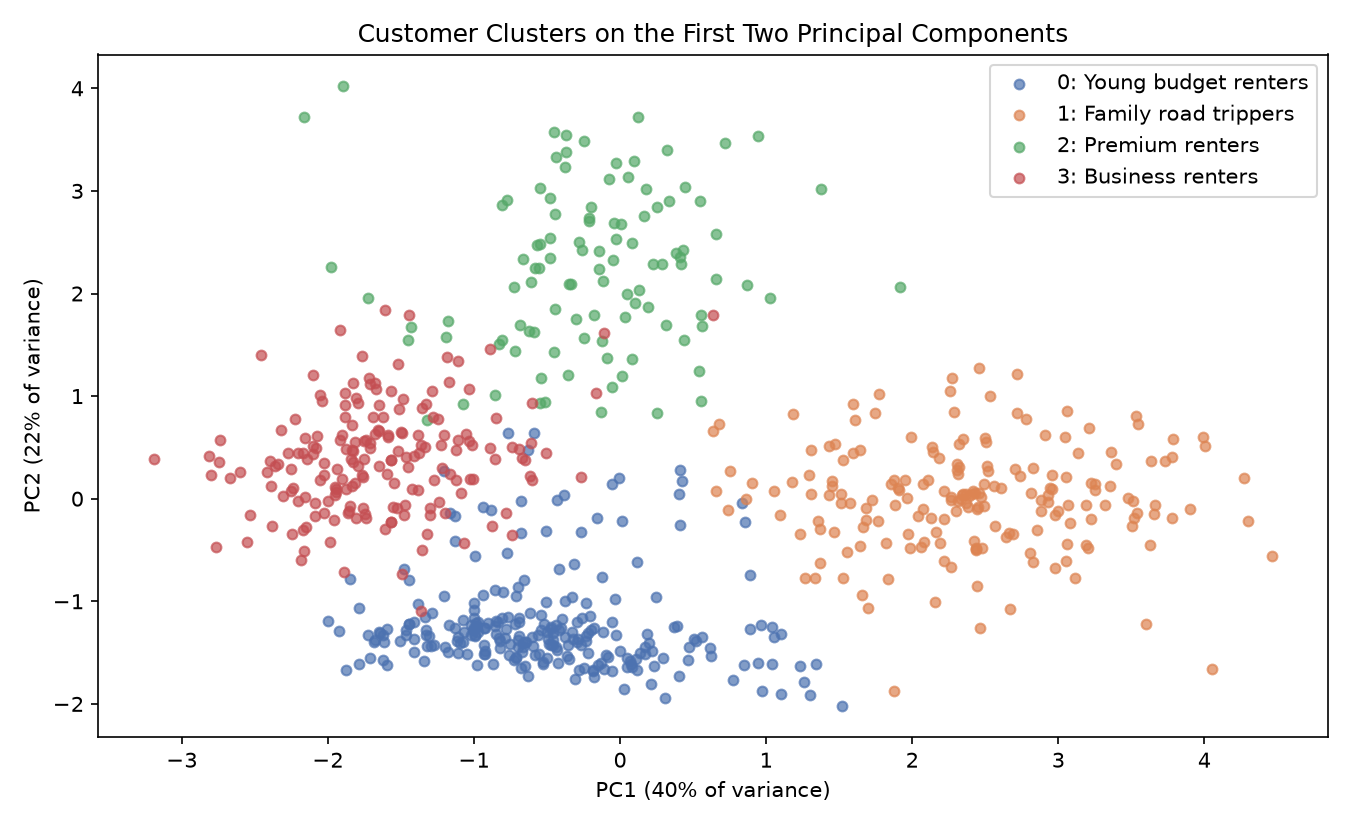 Customer Clusters on the First Two Principal Components
0: Young budget renters
1: Family road trippers
2: Premium renters
3: Business renters
PC2 (22% of variance)
4
3
2
1
0
−1
−2
−3
−2
−1
0
1
2
3
4
PC1 (40% of variance)